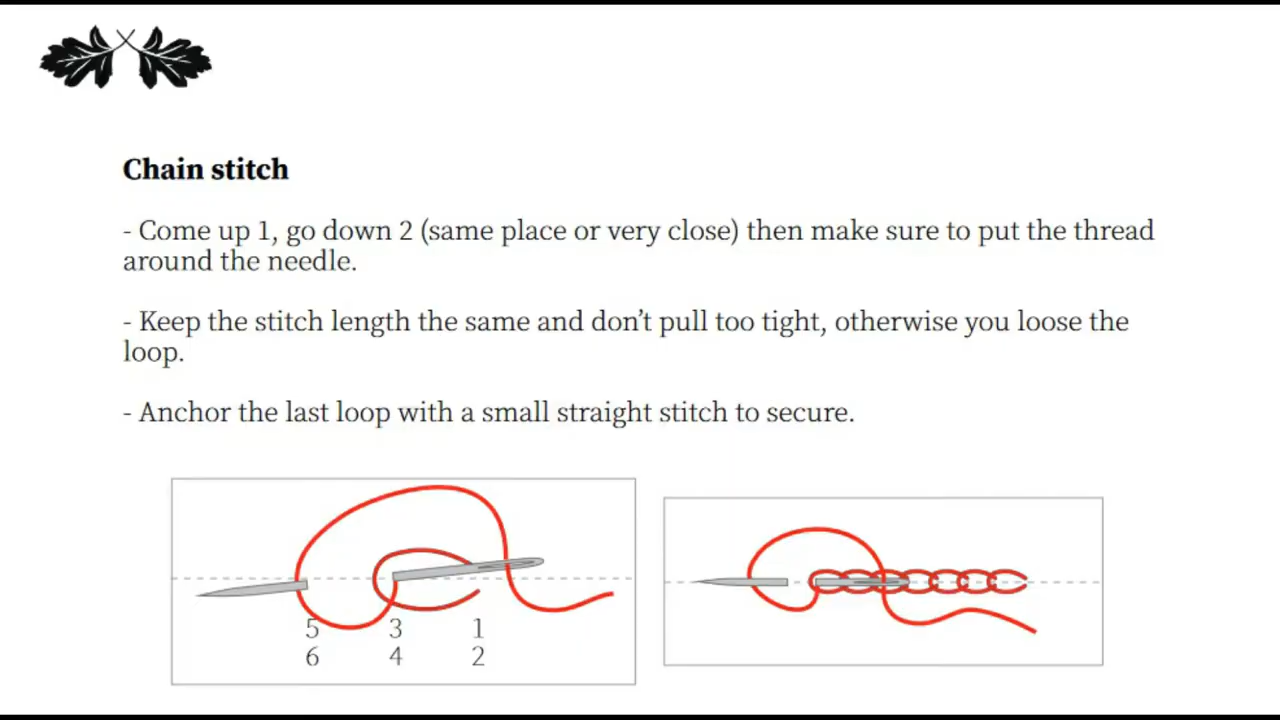 Chain stitch
- Come up 1, go down 2 (same place or very close) then make sure to put the thread
around the needle.
- Keep the stitch length the same and don’t pull too tight, otherwise you loose the
loop.
- Anchor the last loop with a small straight stitch to secure.
5 3 1
6 4 2